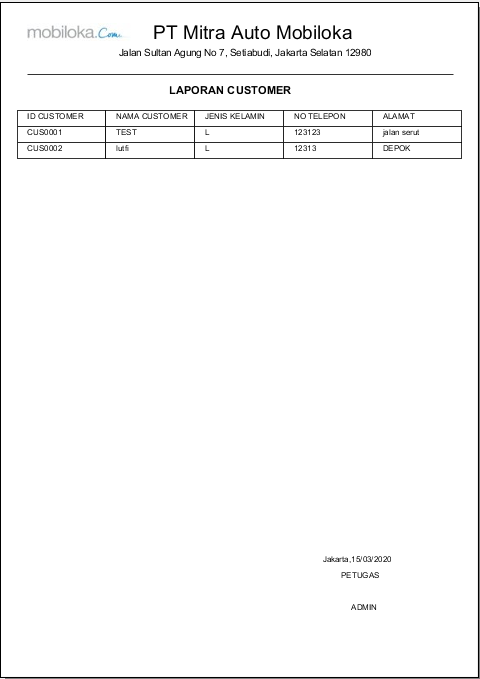 mobiloka.Com
PT Mitra Auto Mobiloka
Jalan Sultan Agung No 7, Setiabudi, Jakarta Selatan 12980
LAPORAN CUSTOMER
ID CUSTOMER NAMA CUSTOMER JENIS KELAMIN NO TELEPON ALAMAT
CUS0001 TEST L 123123 jalan serut
CUS0002 lutfi L 12313 DEPOK
Jakarta,15/03/2020
PETUGAS
ADMIN